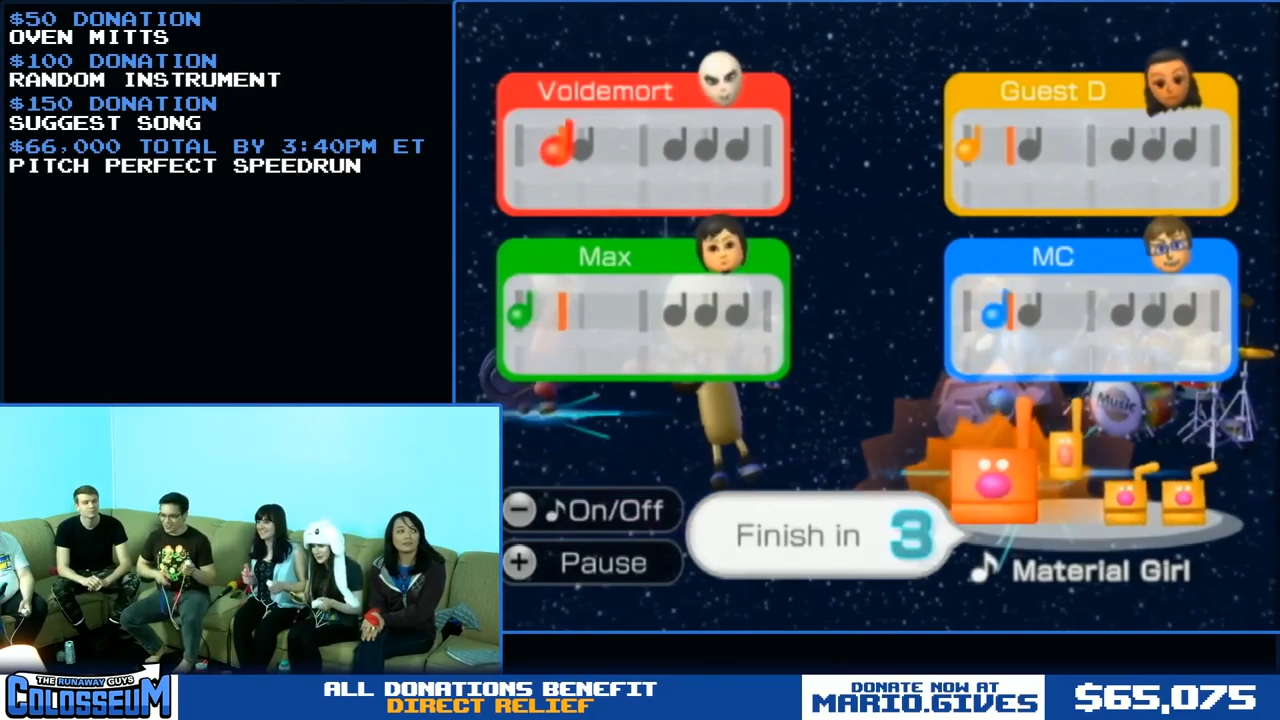 $50 DONATION
OVEN MITTS
$100 DONATION
RANDOM INSTRUMENT
$150 DONATION
SUGGEST SONG
$66,000 TOTAL BY 3:40PM ET
PITCH PERFECT SPEEDRUN
Voldemort
Guest D
Max
MC
Music
- ♪On/Off
+ Pause
Finish in 3
♪ Material Girl
THE RUNAWAY GUYS
COLOSSEUM
ALL DONATIONS BENEFIT
DIRECT RELIEF
DONATE NOW AT
MARIO.GIVES
$65,075